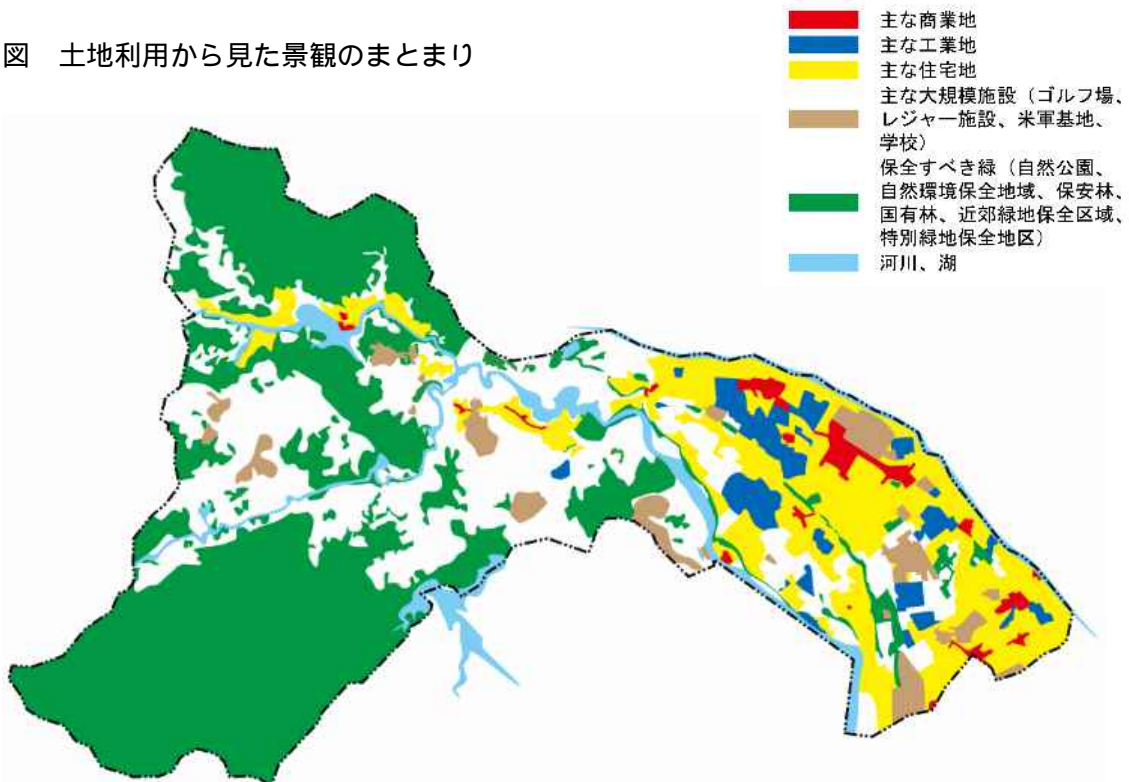 図　土地利用から見た景観のまとまり
主な商業地
主な工業地
主な住宅地
主な大規模施設（ゴルフ場、
レジャー施設、米軍基地、
学校）
保全すべき緑（自然公園、
自然環境保全地域、保安林、
国有林、近郊緑地保全区域、
特別緑地保全地区）
河川、湖